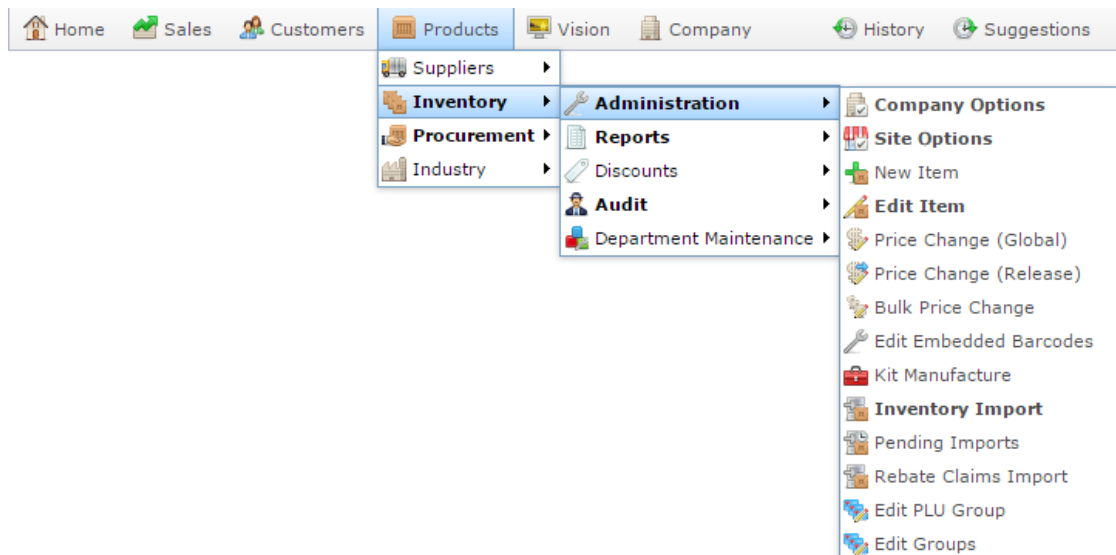 Home Sales Customers Products Vision Company History Suggestions
Suppliers
Inventory
Procurement
Industry
Administration
Reports
Discounts
Audit
Department Maintenance
Company Options
Site Options
New Item
Edit Item
Price Change (Global)
Price Change (Release)
Bulk Price Change
Edit Embedded Barcodes
Kit Manufacture
Inventory Import
Pending Imports
Rebate Claims Import
Edit PLU Group
Edit Groups